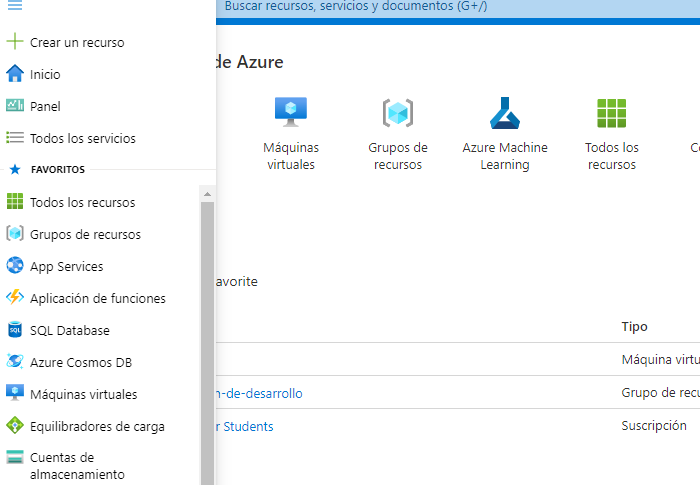 Buscar recursos, servicios y documentos (G+/)
Crear un recurso
Inicio
Panel
Todos los servicios
FAVORITOS
Todos los recursos
Grupos de recursos
App Services
Aplicación de funciones
SQL Database
Azure Cosmos DB
Máquinas virtuales
Equilibradores de carga
Cuentas de
almacenamiento
de Azure
Máquinas
virtuales
Grupos de
recursos
Azure Machine
Learning
Todos los
recursos
avorite
Tipo
Máquina virtu
n-de-desarrollo
Grupo de recu
r Students
Suscripción